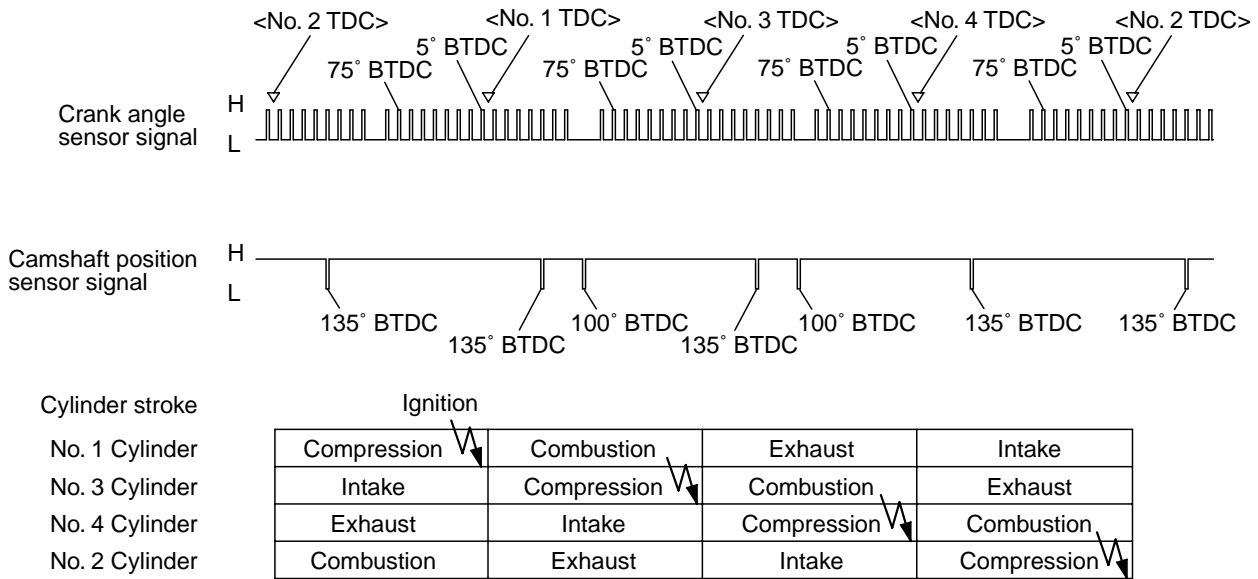 <No. 2 TDC> <No. 1 TDC> <No. 3 TDC> <No. 4 TDC> <No. 2 TDC>
5° BTDC 5° BTDC 5° BTDC 5° BTDC
75° BTDC 75° BTDC 75° BTDC 75° BTDC
Crank angle sensor signal H L
Camshaft position sensor signal H L
135° BTDC 100° BTDC 100° BTDC 135° BTDC 135° BTDC
135° BTDC 135° BTDC
Cylinder stroke Ignition
No. 1 Cylinder Compression Combustion Exhaust Intake
No. 3 Cylinder Intake Compression Combustion Exhaust
No. 4 Cylinder Exhaust Intake Compression Combustion
No. 2 Cylinder Combustion Exhaust Intake Compression